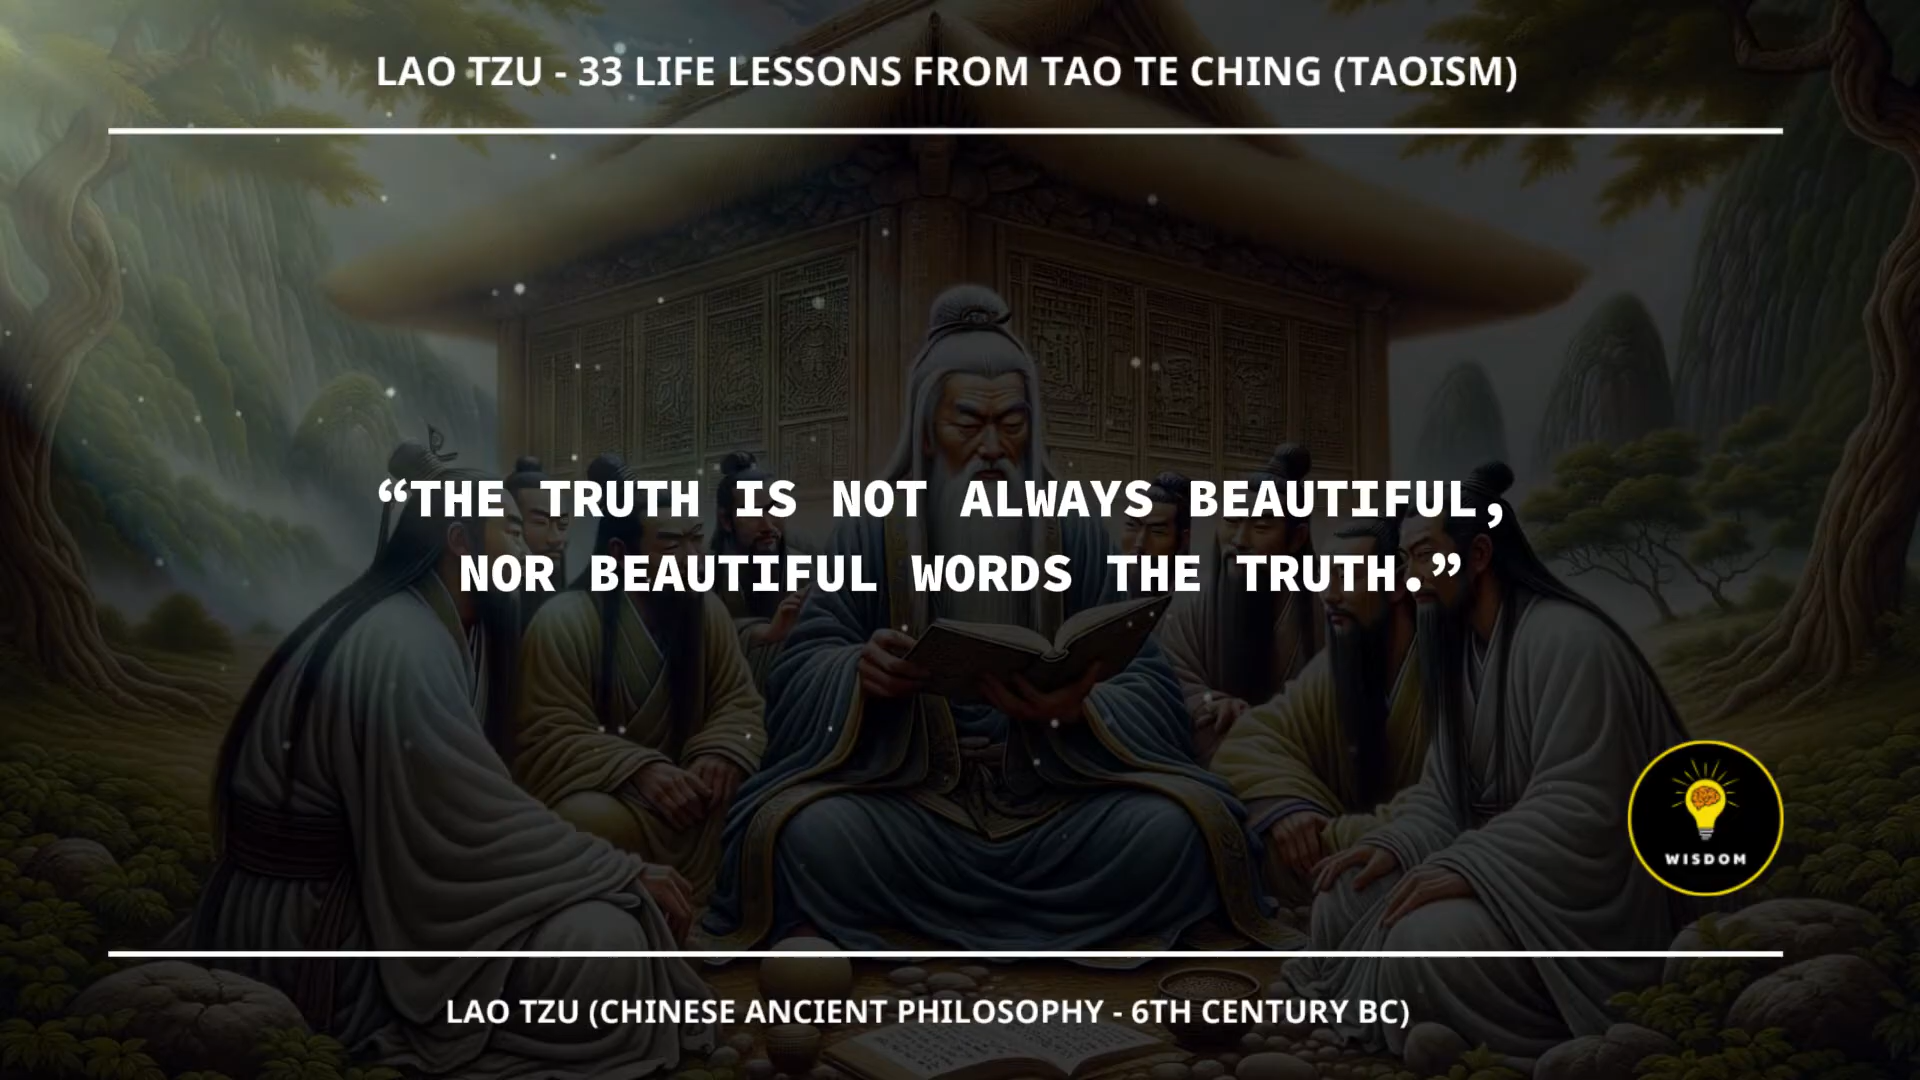 LAO TZU - 33 LIFE LESSONS FROM TAO TE CHING (TAOISM)
“THE TRUTH IS NOT ALWAYS BEAUTIFUL,
NOR BEAUTIFUL WORDS THE TRUTH.”
WISDOM
LAO TZU (CHINESE ANCIENT PHILOSOPHY - 6TH CENTURY BC)